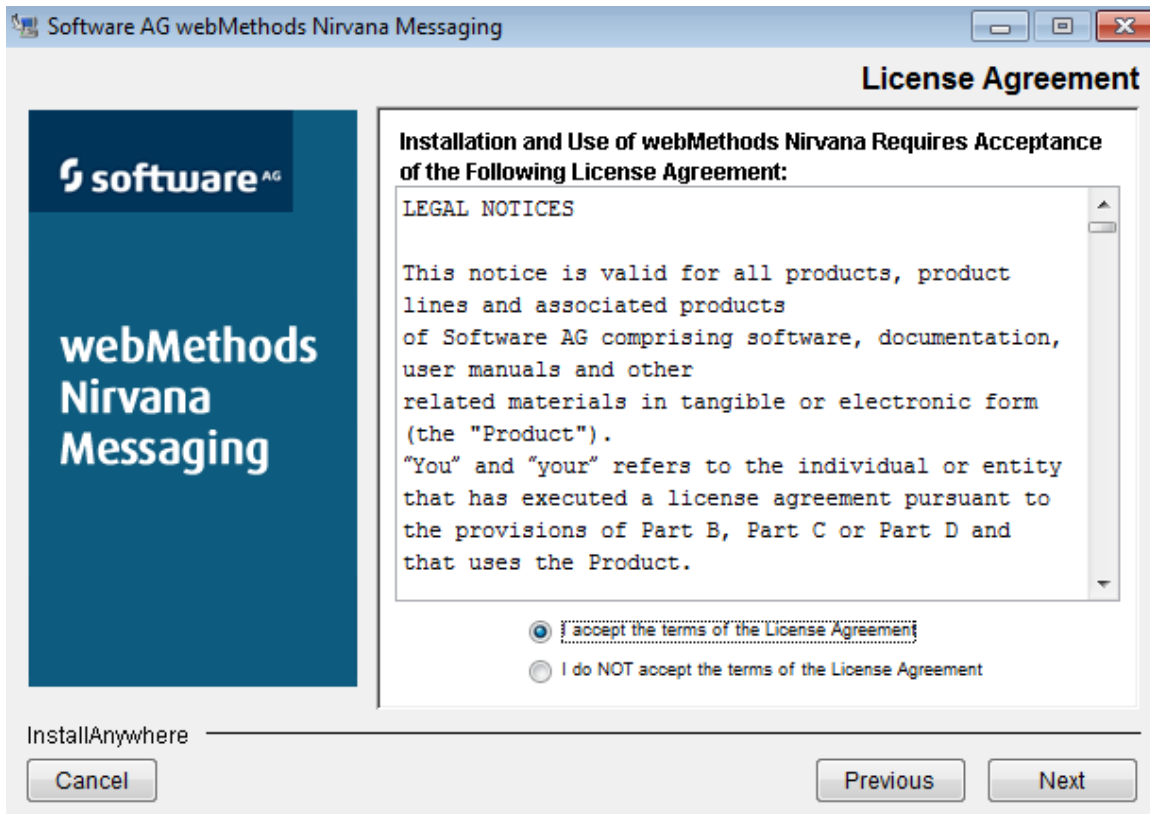 Software AG webMethods Nirvana Messaging
License Agreement
software AG
webMethods
Nirvana
Messaging
Installation and Use of webMethods Nirvana Requires Acceptance
of the Following License Agreement:
LEGAL NOTICES
This notice is valid for all products, product
lines and associated products
of Software AG comprising software, documentation,
user manuals and other
related materials in tangible or electronic form
(the "Product").
"You" and "your" refers to the individual or entity
that has executed a license agreement pursuant to
the provisions of Part B, Part C or Part D and
that uses the Product.
I accept the terms of the License Agreement
I do NOT accept the terms of the License Agreement
InstallAnywhere
Cancel
Previous
Next